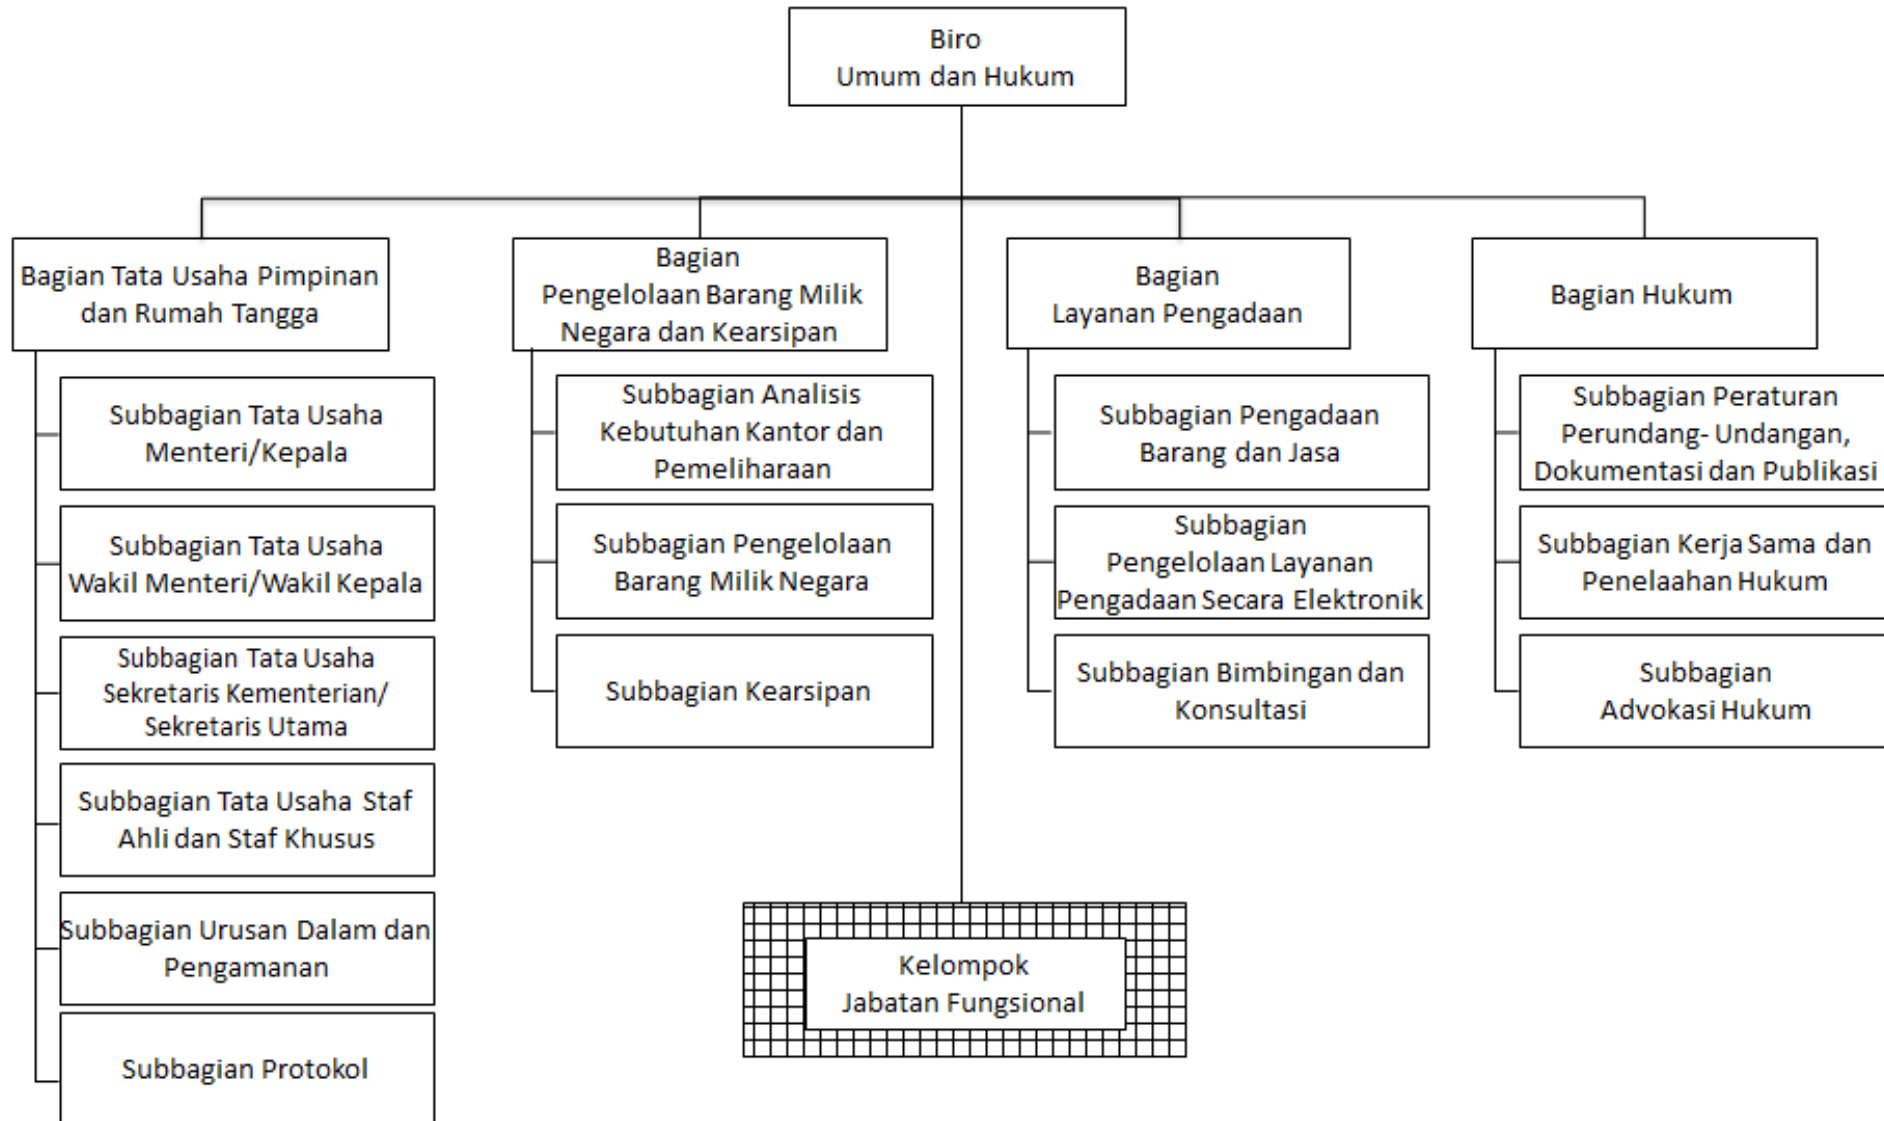 Biro
Umum dan Hukum
Bagian Tata Usaha Pimpinan
dan Rumah Tangga
Bagian
Pengelolaan Barang Milik
Negara dan Kearsipan
Bagian
Layanan Pengadaan
Bagian Hukum
Subbagian Tata Usaha
Menteri/Kepala
Subbagian Tata Usaha
Wakil Menteri/Wakil Kepala
Subbagian Tata Usaha
Sekretaris Kementerian/
Sekretaris Utama
Subbagian Tata Usaha Staf
Ahli dan Staf Khusus
Subbagian Urusan Dalam dan
Pengamanan
Subbagian Protokol
Subbagian Analisis
Kebutuhan Kantor dan
Pemeliharaan
Subbagian Pengelolaan
Barang Milik Negara
Subbagian Kearsipan
Subbagian Pengadaan
Barang dan Jasa
Subbagian
Pengelolaan Layanan
Pengadaan Secara Elektronik
Subbagian Bimbingan dan
Konsultasi
Subbagian Peraturan
Perundang- Undangan,
Dokumentasi dan Publikasi
Subbagian Kerja Sama dan
Penelaahan Hukum
Subbagian
Advokasi Hukum
Kelompok
Jabatan Fungsional